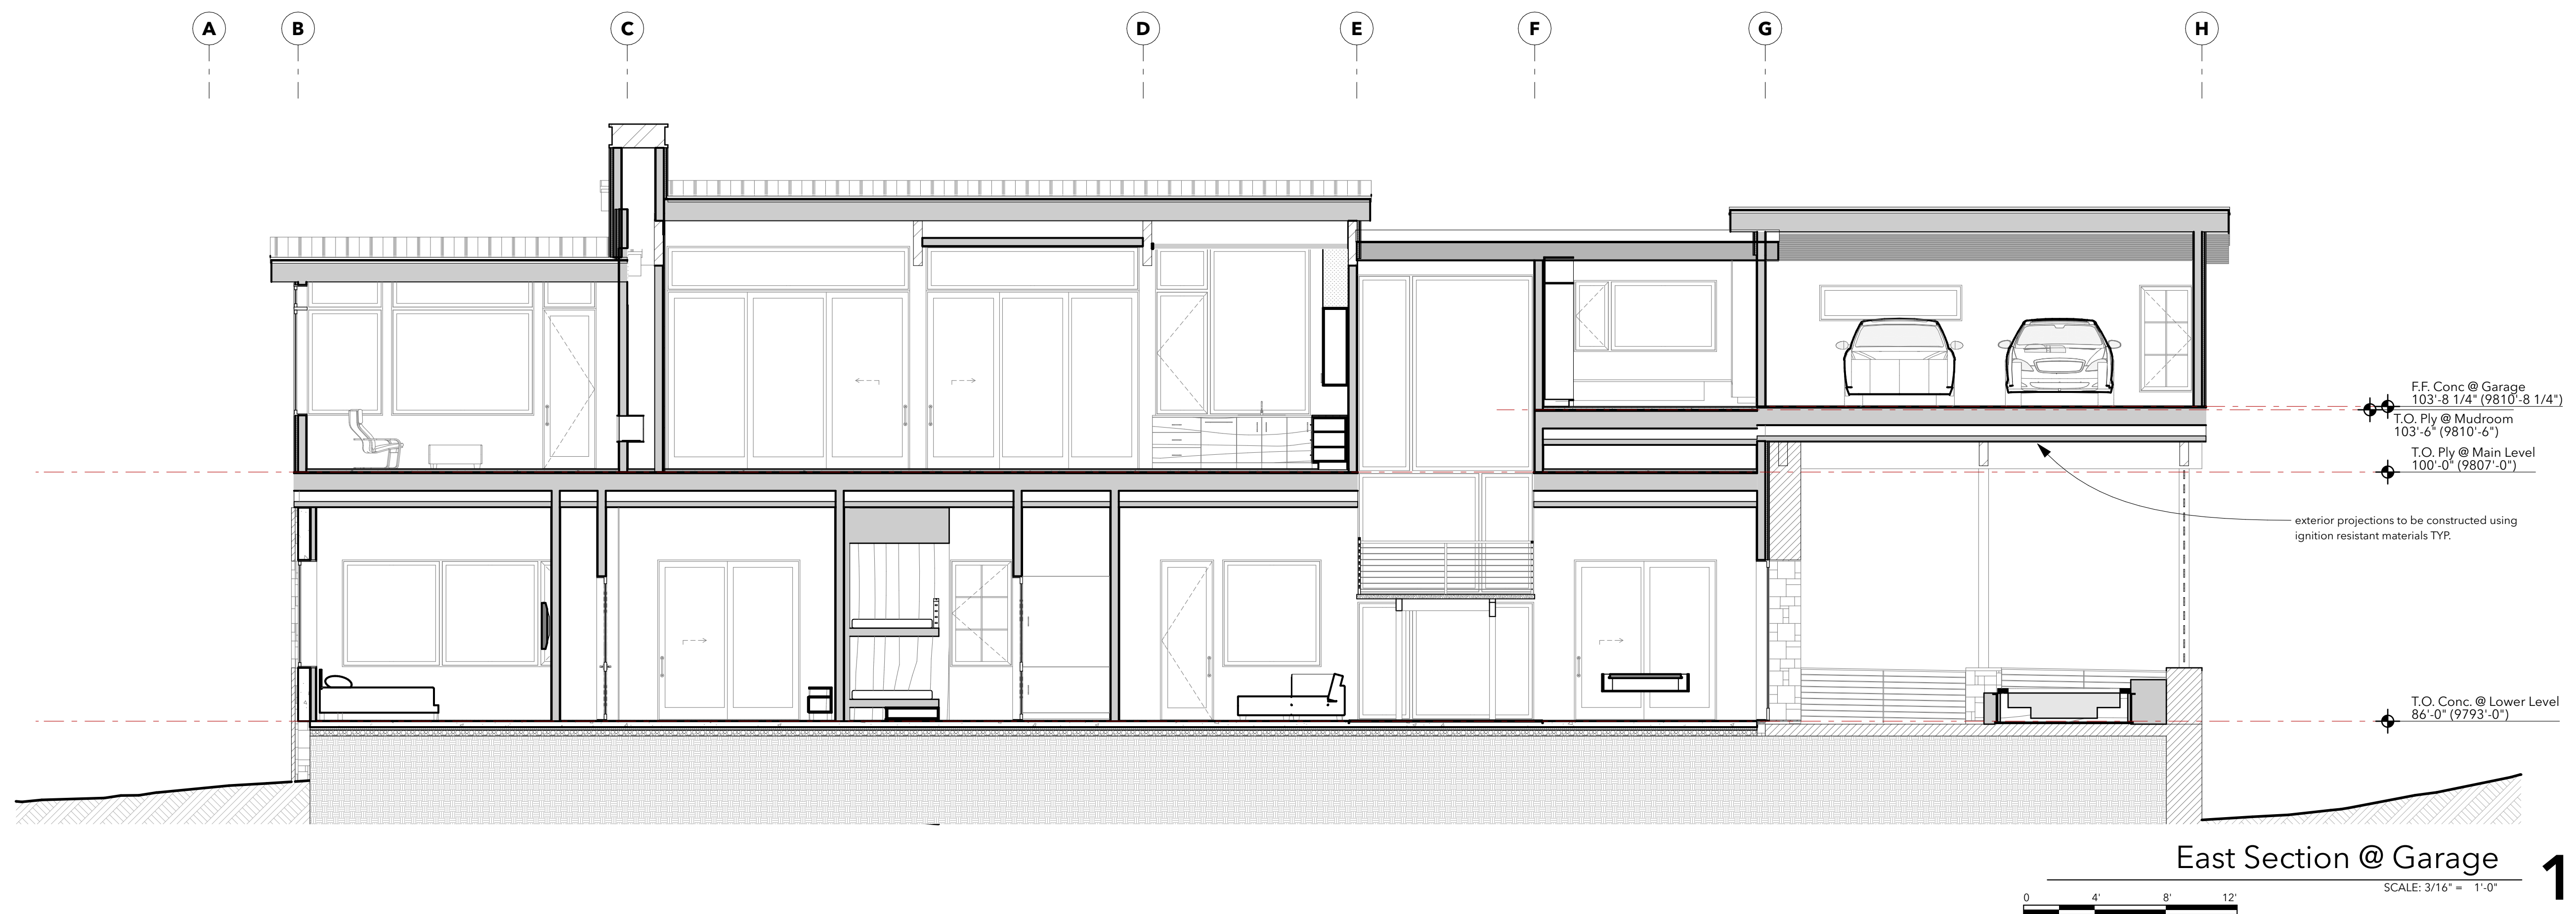 A B C D E F G H
F.F. Conc @ Garage
103'-8 1/4" (9810'-8 1/4")
T.O. Ply @ Mudroom
103'-6" (9810'-6")
T.O. Ply @ Main Level
100'-0" (9807'-0")
exterior projections to be constructed using
ignition resistant materials TYP.
T.O. Conc. @ Lower Level
86'-0" (9793'-0")
East Section @ Garage 1
SCALE: 3/16" = 1'-0"
0 4' 8' 12'